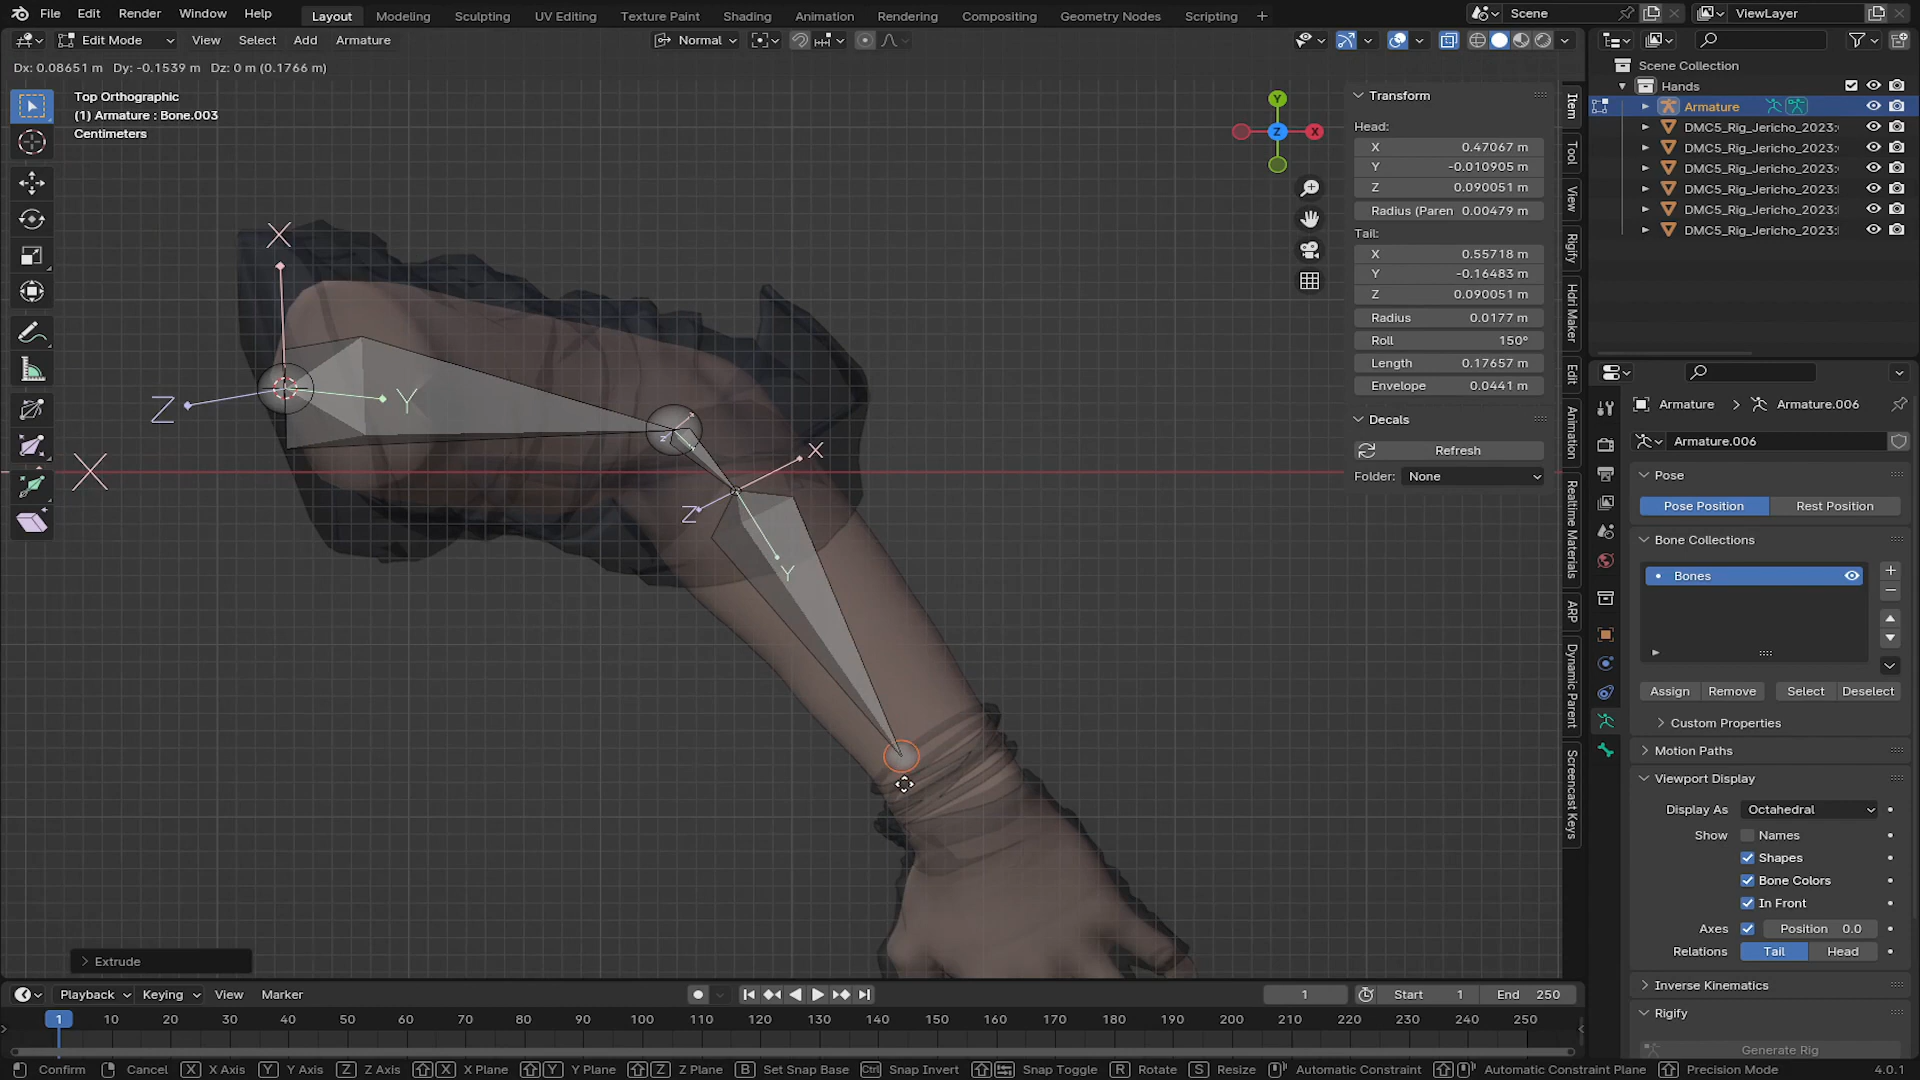 File Edit Render Window Help Layout Modeling Sculpting UV Editing Texture Paint Shading Animation Rendering Compositing Geometry Nodes Scripting + Scene ViewLayer
Edit Mode View Select Add Armature Normal
Dx: 0.08651 m Dy: -0.1539 m Dz: 0 m (0.1766 m)
Top Orthographic
(1) Armature : Bone.003
Centimeters
Y
Z X
X
Z Y
X
X
Z
Z
Y
Transform
Head:
X 0.47067 m
Y -0.010905 m
Z 0.090051 m
Radius (Paren 0.00479 m
Tail:
X 0.55718 m
Y -0.16483 m
Z 0.090051 m
Radius 0.0177 m
Roll 150°
Length 0.17657 m
Envelope 0.0441 m
Decals
Refresh
Folder: None
Item
Tool
View
Rigify
Hdri Maker
Edit
Animation
Realtime Materials
ARP
Dynamic Parent
Screencast Keys
Scene Collection
Hands
Armature
DMC5_Rig_Jericho_2023:
DMC5_Rig_Jericho_2023:
DMC5_Rig_Jericho_2023:
DMC5_Rig_Jericho_2023:
DMC5_Rig_Jericho_2023:
DMC5_Rig_Jericho_2023:
Armature > Armature.006
Armature.006
Pose
Pose Position Rest Position
Bone Collections
Bones
Assign Remove Select Deselect
Custom Properties
Motion Paths
Viewport Display
Display As Octahedral
Show Names
Shapes
Bone Colors
In Front
Axes Position 0.0
Relations Tail Head
Inverse Kinematics
Rigify
Generate Rig
Extrude
Playback Keying View Marker 1 Start 1 End 250
1 10 20 30 40 50 60 70 80 90 100 110 120 130 140 150 160 170 180 190 200 210 220 230 240 250
Confirm Cancel X X Axis Y Y Axis Z Z Axis X X Plane Y Y Plane Z Z Plane B Set Snap Base Ctrl Snap Invert Snap Toggle R Rotate S Resize Automatic Constraint Automatic Constraint Plane Precision Mode 4.0.1